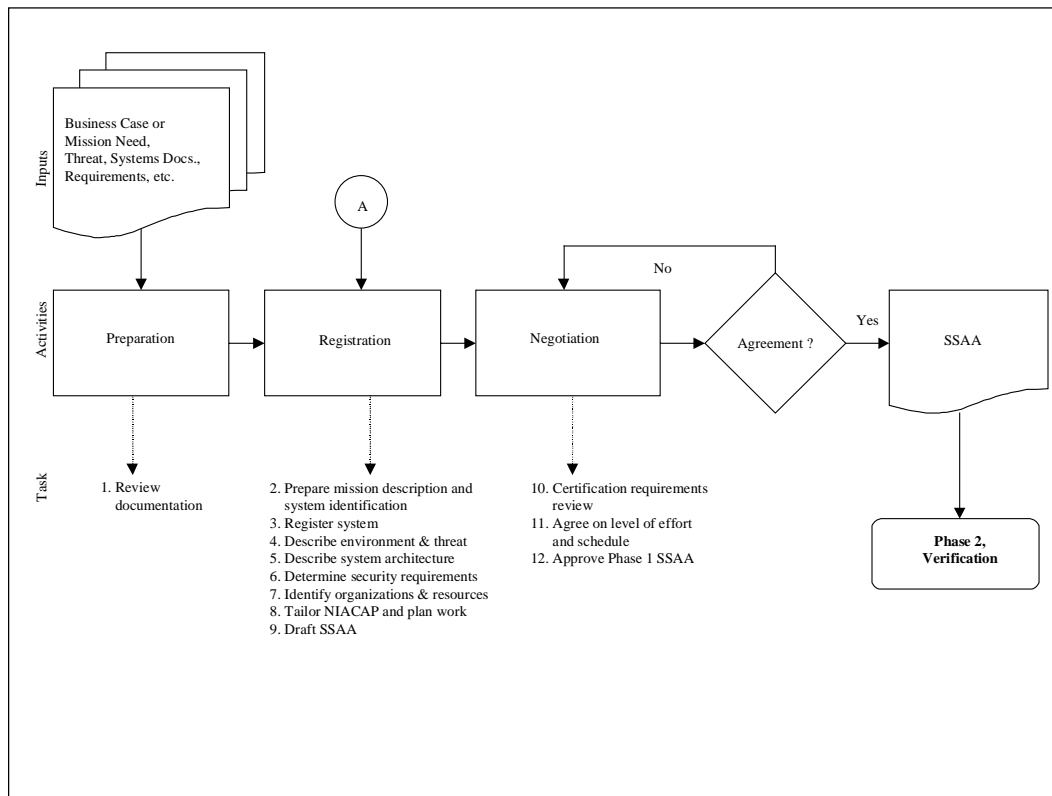 Business Case or
Mission Need,
Threat, Systems Docs.,
Requirements, etc.
Inputs
A
No
Activities
Preparation
Registration
Negotiation
Agreement ?
Yes
SSAA
Task
1. Review
documentation
2. Prepare mission description and
system identification
3. Register system
4. Describe environment & threat
5. Describe system architecture
6. Determine security requirements
7. Identify organizations & resources
8. Tailor NIACAP and plan work
9. Draft SSAA
10. Certification requirements
review
11. Agree on level of effort
and schedule
12. Approve Phase 1 SSAA
Phase 2,
Verification